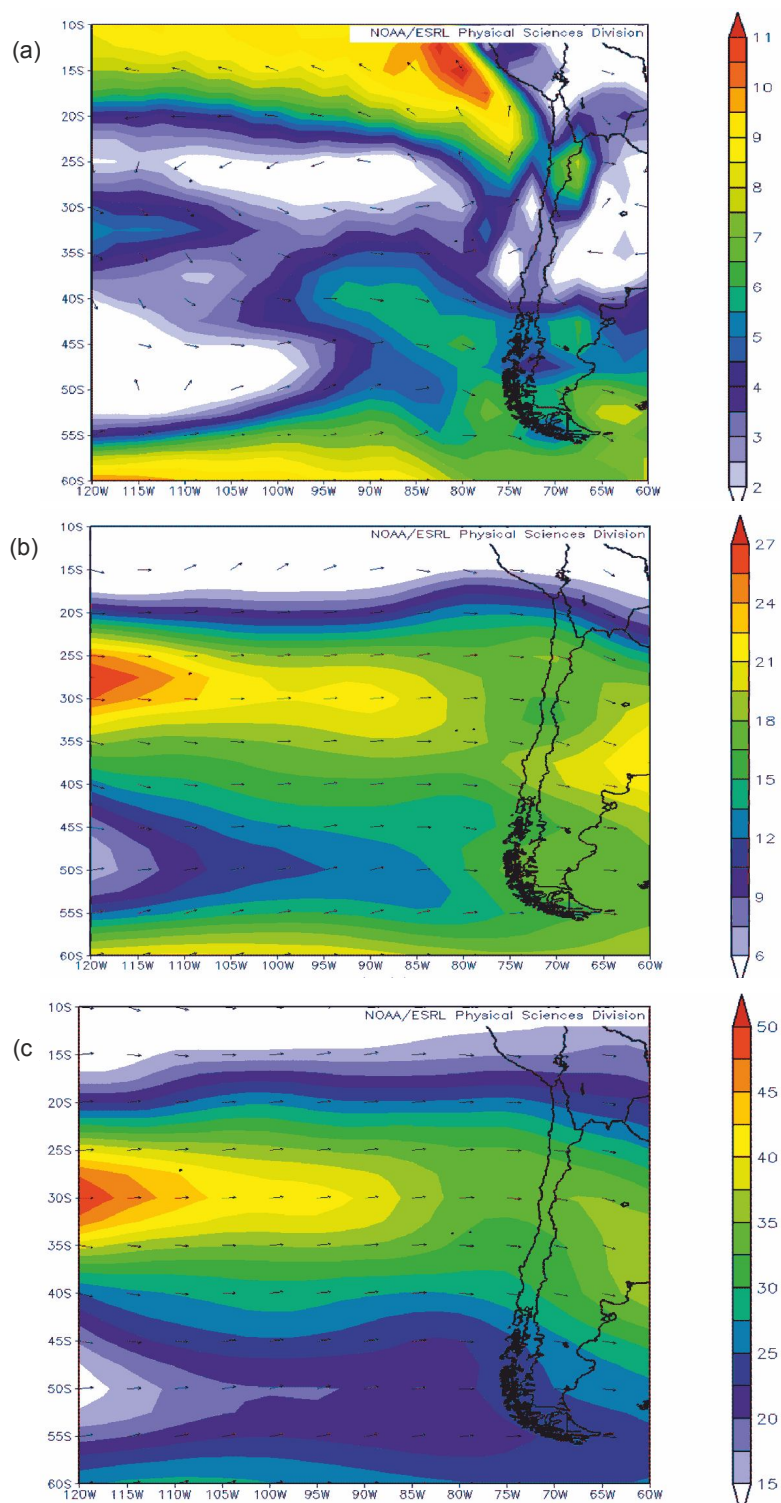 (a)
NOAA/ESRL Physical Sciences Division
10S
15S
20S
25S
30S
35S
40S
45S
50S
55S
60S
120W 115W 110W 105W 100W 95W 90W 85W 80W 75W 70W 65W 60W
11
10
9
8
7
6
5
4
3
2
(b)
NOAA/ESRL Physical Sciences Division
10S
15S
20S
25S
30S
35S
40S
45S
50S
55S
60S
120W 115W 110W 105W 100W 95W 90W 85W 80W 75W 70W 65W 60W
27
24
21
18
15
12
9
6
(c)
NOAA/ESRL Physical Sciences Division
10S
15S
20S
25S
30S
35S
40S
45S
50S
55S
60S
120W 115W 110W 105W 100W 95W 90W 85W 80W 75W 70W 65W 60W
50
45
40
35
30
25
20
15